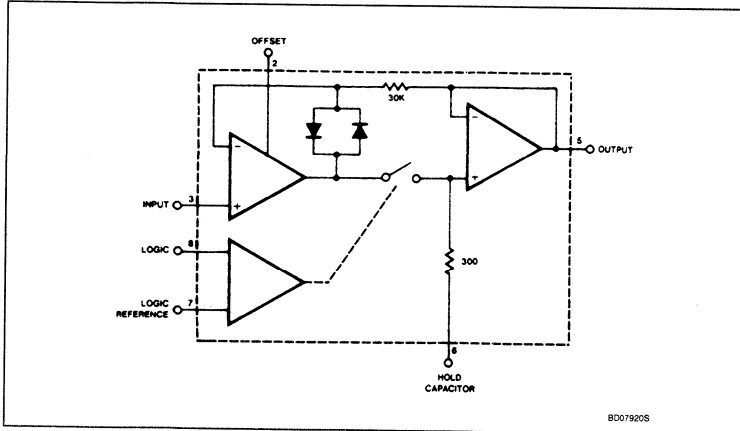 OFFSET
2
30K
-
-
+
5
OUTPUT
INPUT
3
+
LOGIC
8
300
LOGIC
REFERENCE
7
6
HOLD
CAPACITOR
BD07920S